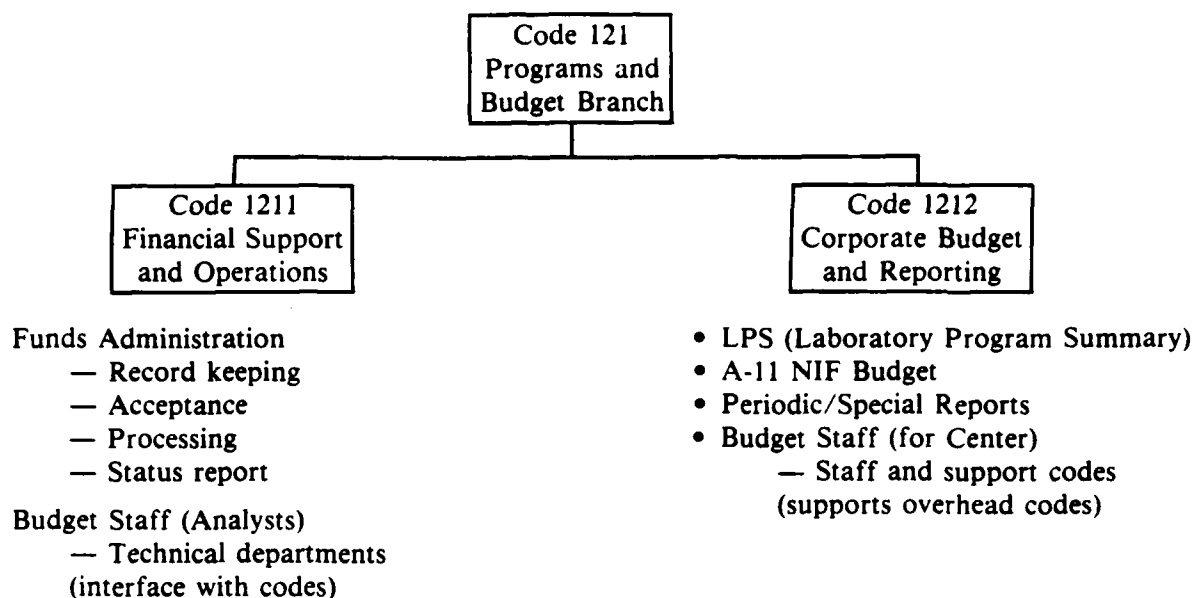 Code 121
Programs and
Budget Branch
Code 1211
Financial Support
and Operations
Code 1212
Corporate Budget
and Reporting
Funds Administration
— Record keeping
— Acceptance
— Processing
— Status report
Budget Staff (Analysts)
— Technical departments
(interface with codes)
• LPS (Laboratory Program Summary)
• A-11 NIF Budget
• Periodic/Special Reports
• Budget Staff (for Center)
— Staff and support codes
(supports overhead codes)